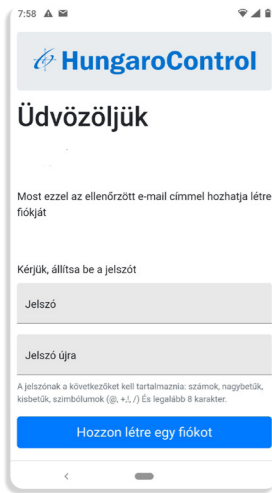 7:58
HungaroControl
Üdvözöljük
Most ezzel az ellenőrzött e-mail címmel hozhatja létre
fiókját
Kérjük, állítsa be a jelszót
Jelszó
Jelszó újra
A jelszónak a következőket kell tartalmaznia: számok, nagybetűk,
kisbetűk, szimbólumok (@, +,!, /) És legalább 8 karakter.
Hozzon létre egy fiókot